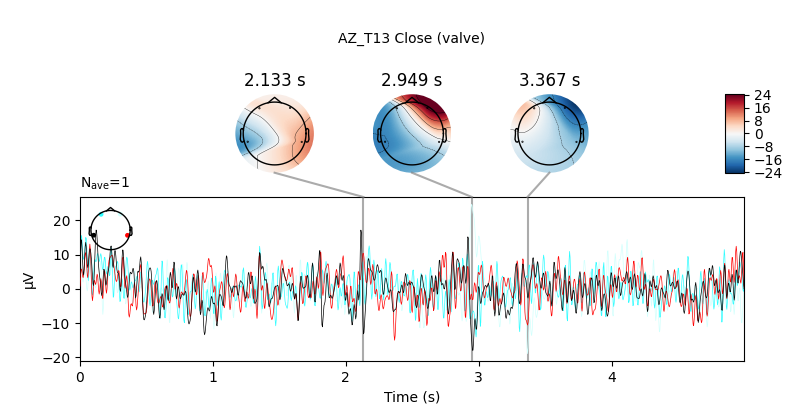 AZ_T13 Close (valve)
2.133 s 2.949 s 3.367 s
24
16
8
0
−8
−16
−24
Nave=1
20
10
0
−10
−20
µV
0 1 2 3 4
Time (s)